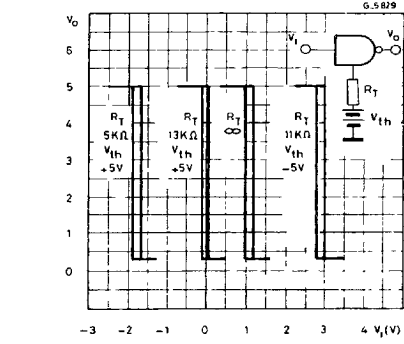 G_5829
Vo
6
5
4
3
2
1
0
VI
Vo
RT
Vth
RT
5KΩ
Vth
+5V
RT
13KΩ
Vth
+5V
RT
∞
RT
11KΩ
Vth
-5V
-3 -2 -1 0 1 2 3 4 VI(V)